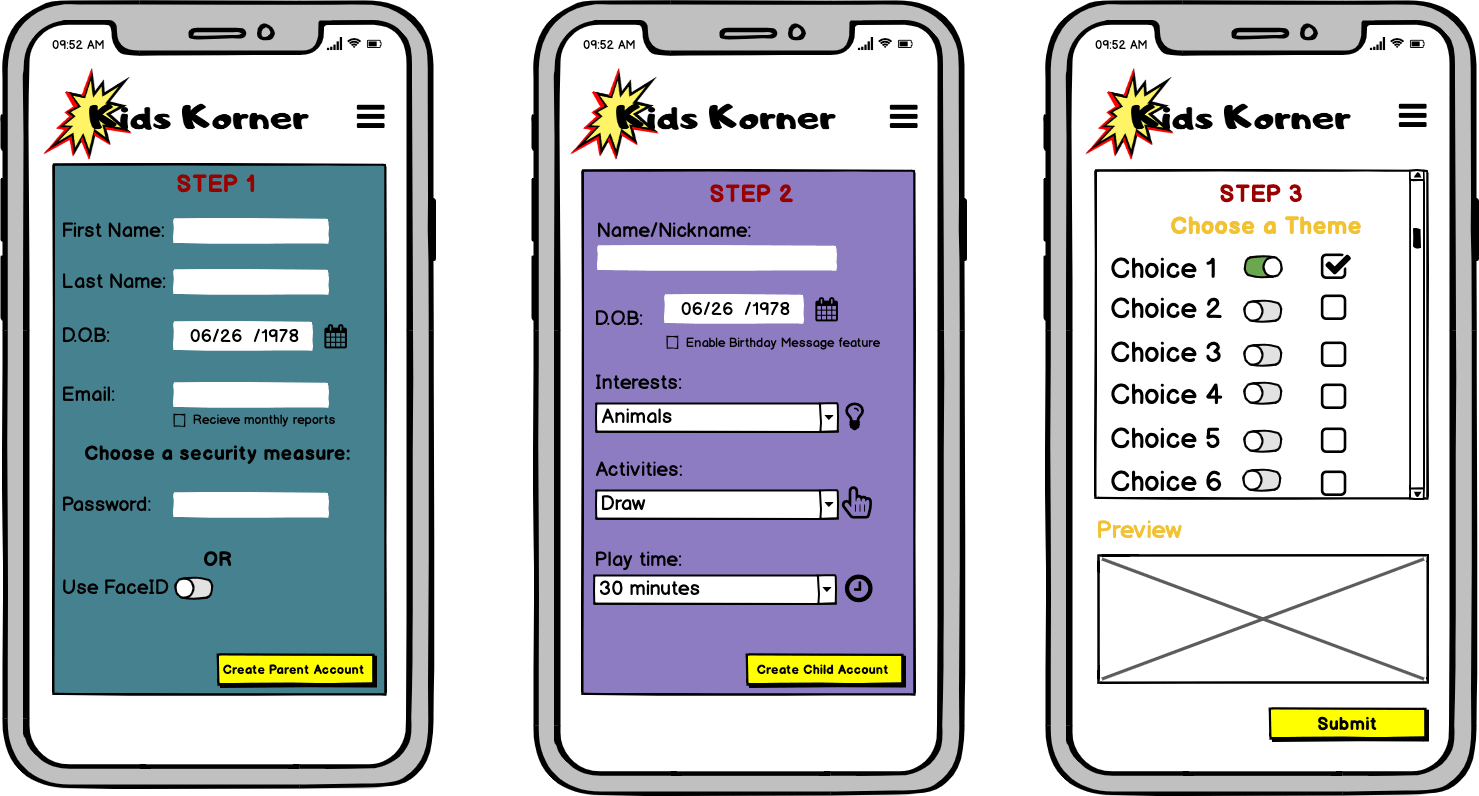 09:52 AM
Kids Korner
STEP 1
First Name:
Last Name:
D.O.B:
06/26 /1978
Email:
Recieve monthly reports
Choose a security measure:
Password:
OR
Use FaceID
Create Parent Account
09:52 AM
Kids Korner
STEP 2
Name/Nickname:
D.O.B:
06/26 /1978
Enable Birthday Message feature
Interests:
Animals
Activities:
Draw
Play time:
30 minutes
Create Child Account
09:52 AM
Kids Korner
STEP 3
Choose a Theme
Choice 1
Choice 2
Choice 3
Choice 4
Choice 5
Choice 6
Preview
Submit